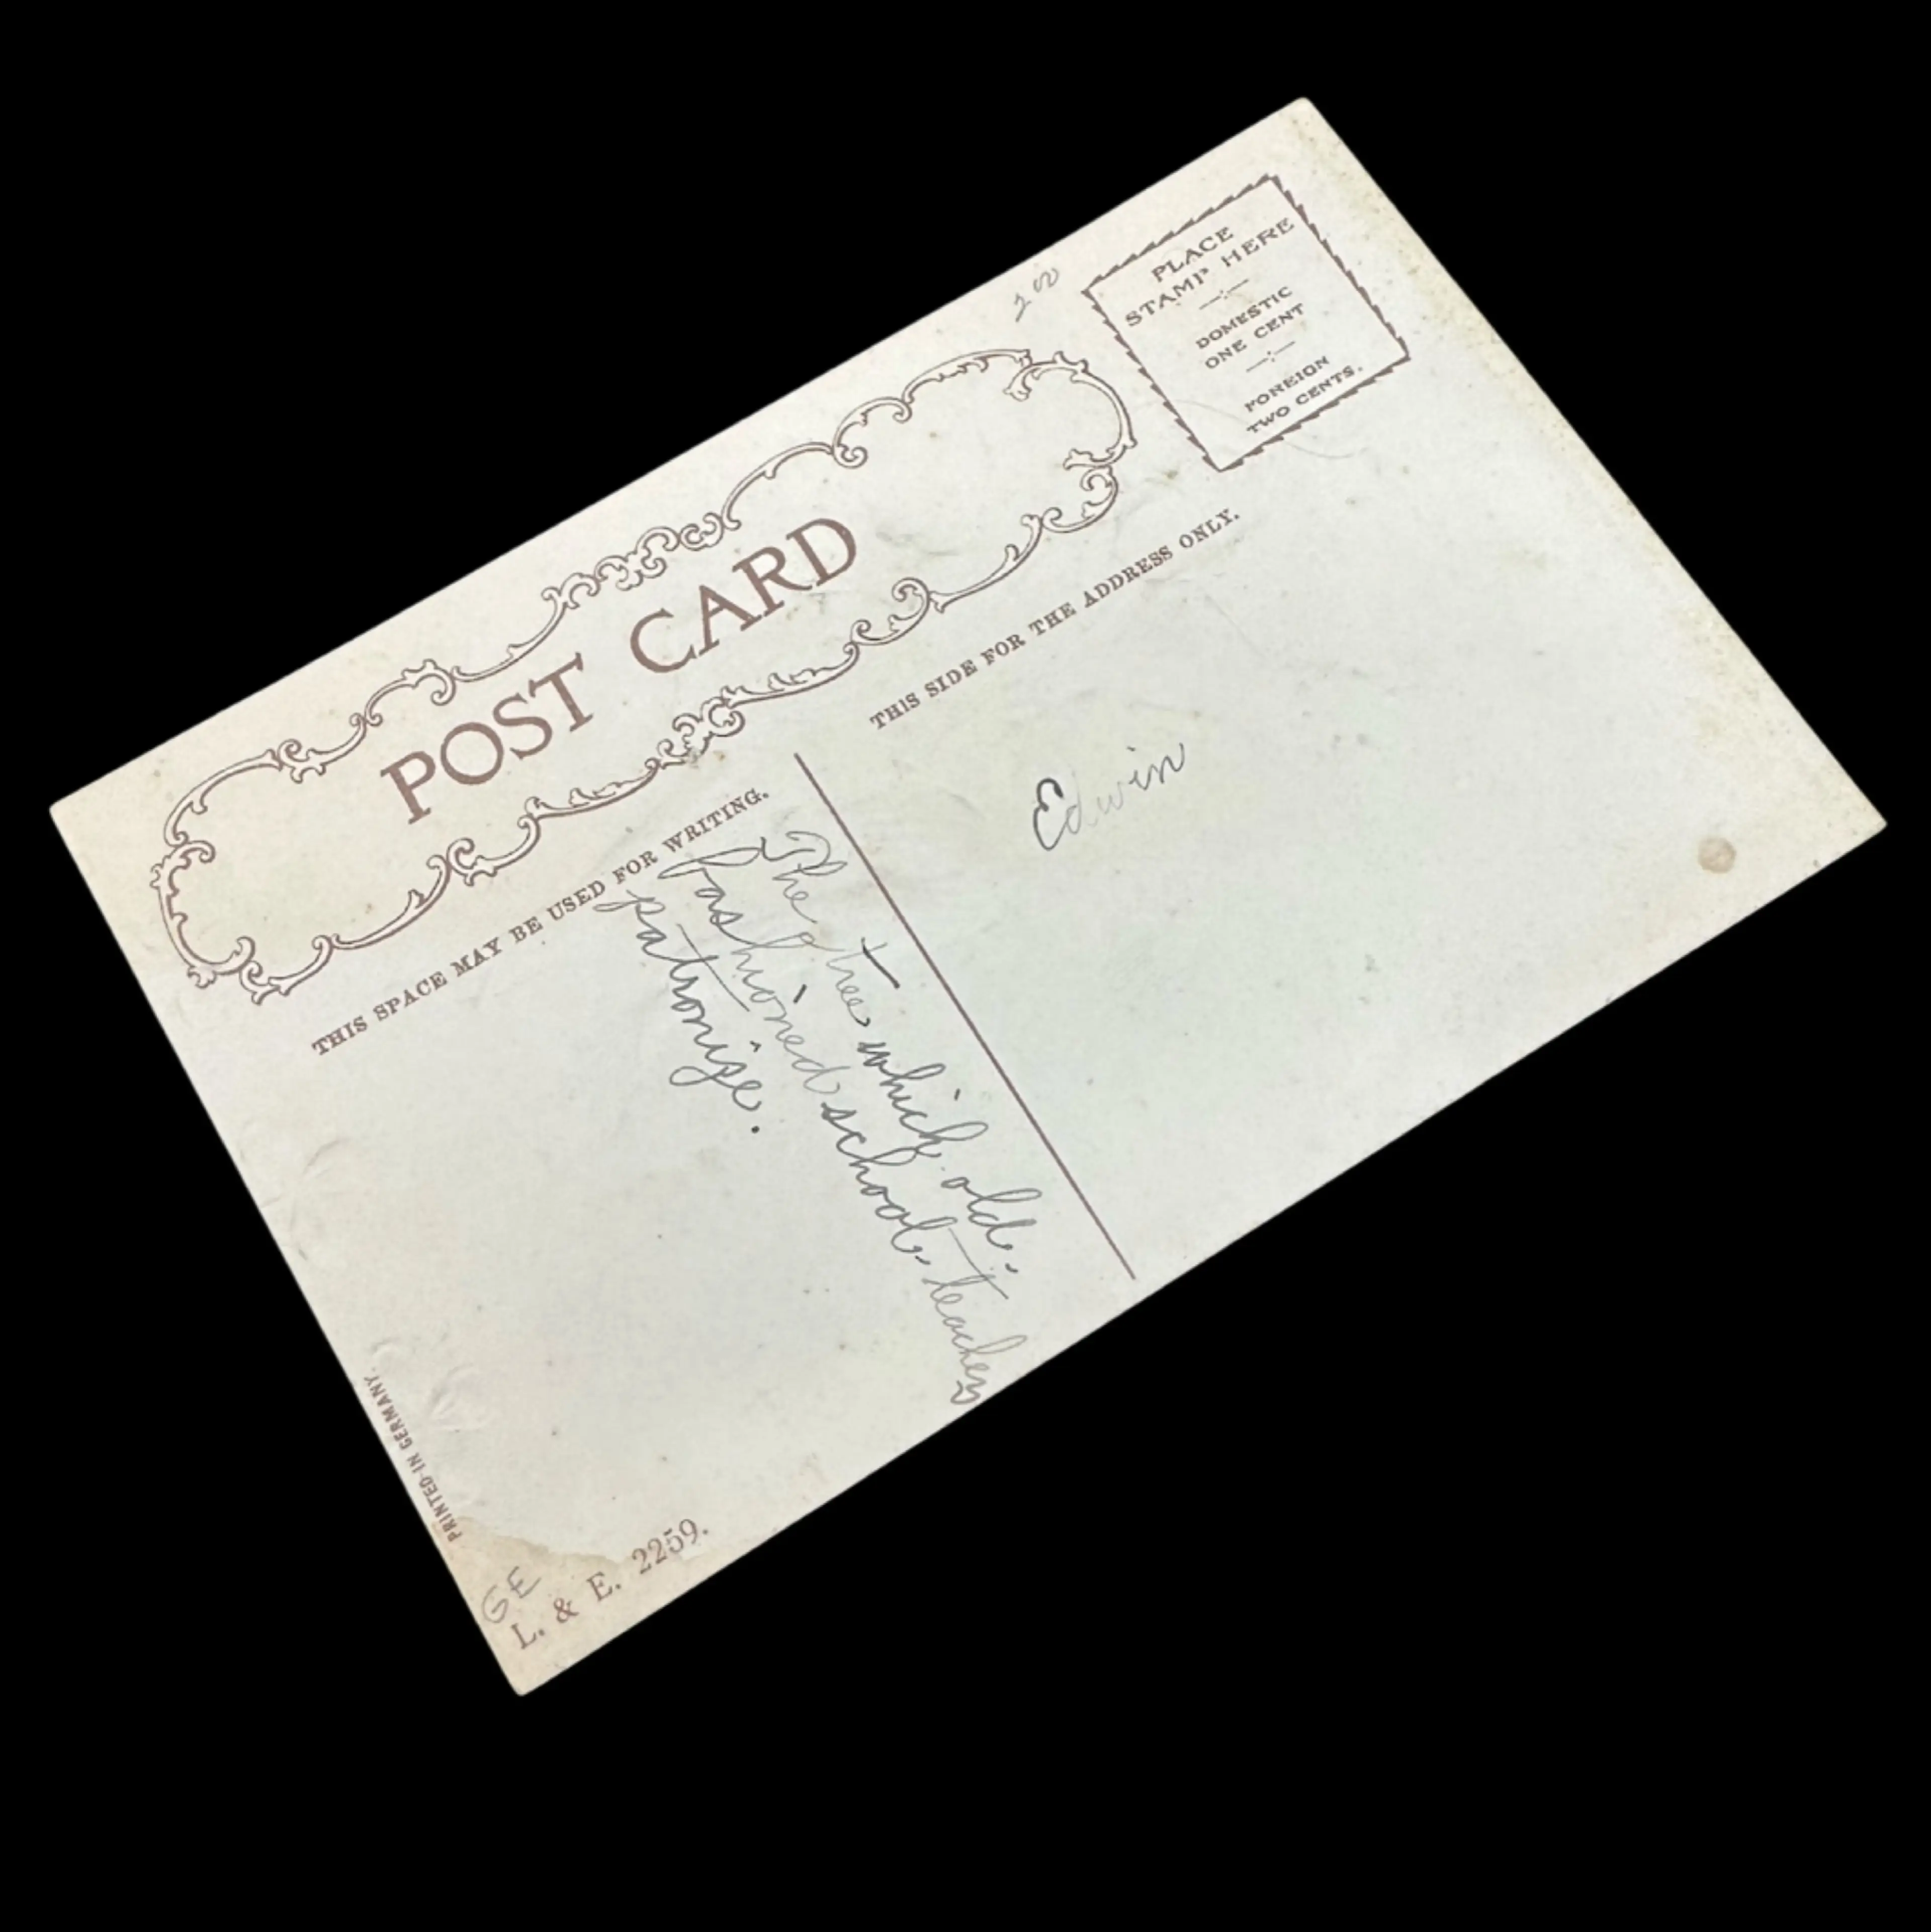 2 00
PLACE
STAMP HERE
DOMESTIC
ONE CENT
FOREIGN
TWO CENTS.
POST CARD
THIS SPACE MAY BE USED FOR WRITING.
THIS SIDE FOR THE ADDRESS ONLY.
The tree which old.
fashioned school teachers
patronize.
Edwin
PRINTED IN GERMANY
GE
L. & E. 2259.